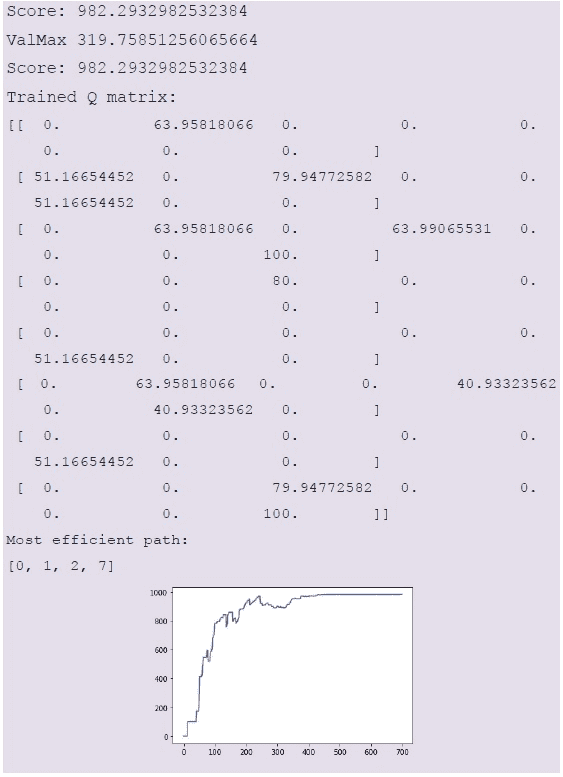 Score: 982.2932982532384
ValMax 319.75851256065664
Score: 982.2932982532384
Trained Q matrix:
[[ 0. 63.95818066 0. 0. 0.
0. 0. 0. ]
[ 51.16654452 0. 79.94772582 0. 0.
51.16654452 0. 0. ]
[ 0. 63.95818066 0. 63.99065531 0.
0. 0. 100. ]
[ 0. 0. 80. 0. 0.
0. 0. 0. ]
[ 0. 0. 0. 0. 0.
51.16654452 0. 0. ]
[ 0. 63.95818066 0. 0. 40.93323562
0. 40.93323562 0. ]
[ 0. 0. 0. 0. 0.
51.16654452 0. 0. ]
[ 0. 0. 79.94772582 0. 0.
0. 0. 100. ]]
Most efficient path:
[0, 1, 2, 7]
1000
800
600
400
200
0
0 100 200 300 400 500 600 700